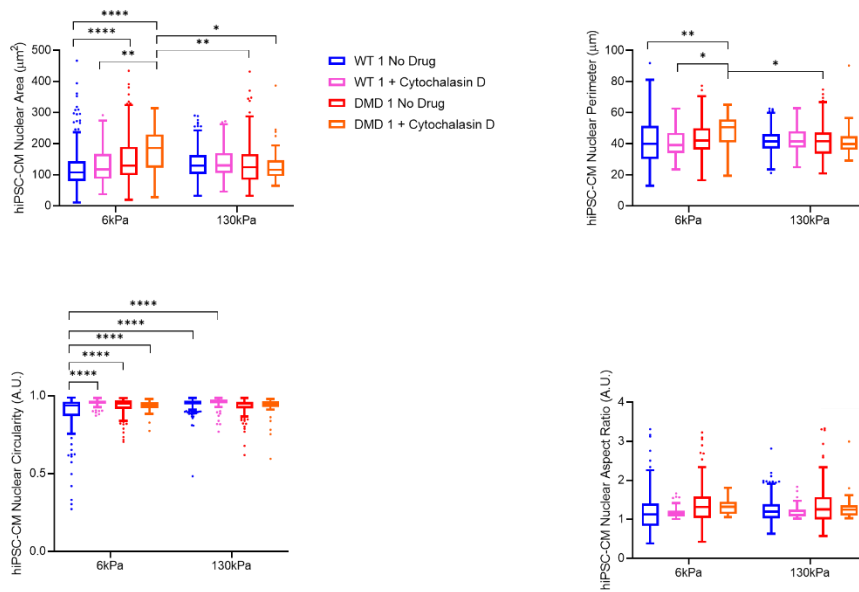 ****
****
**
*
**
hiPSC-CM Nuclear Area (μm²)
500
400
300
200
100
0
6kPa
130kPa
WT 1 No Drug
WT 1 + Cytochalasin D
DMD 1 No Drug
DMD 1 + Cytochalasin D
**
*
*
hiPSC-CM Nuclear Perimeter (μm)
100
80
60
40
20
0
6kPa
130kPa
****
****
****
****
****
hiPSC-CM Nuclear Circularity (A.U.)
1.0
0.5
0.0
6kPa
130kPa
hiPSC-CM Nuclear Aspect Ratio (A.U.)
4
3
2
1
0
6kPa
130kPa